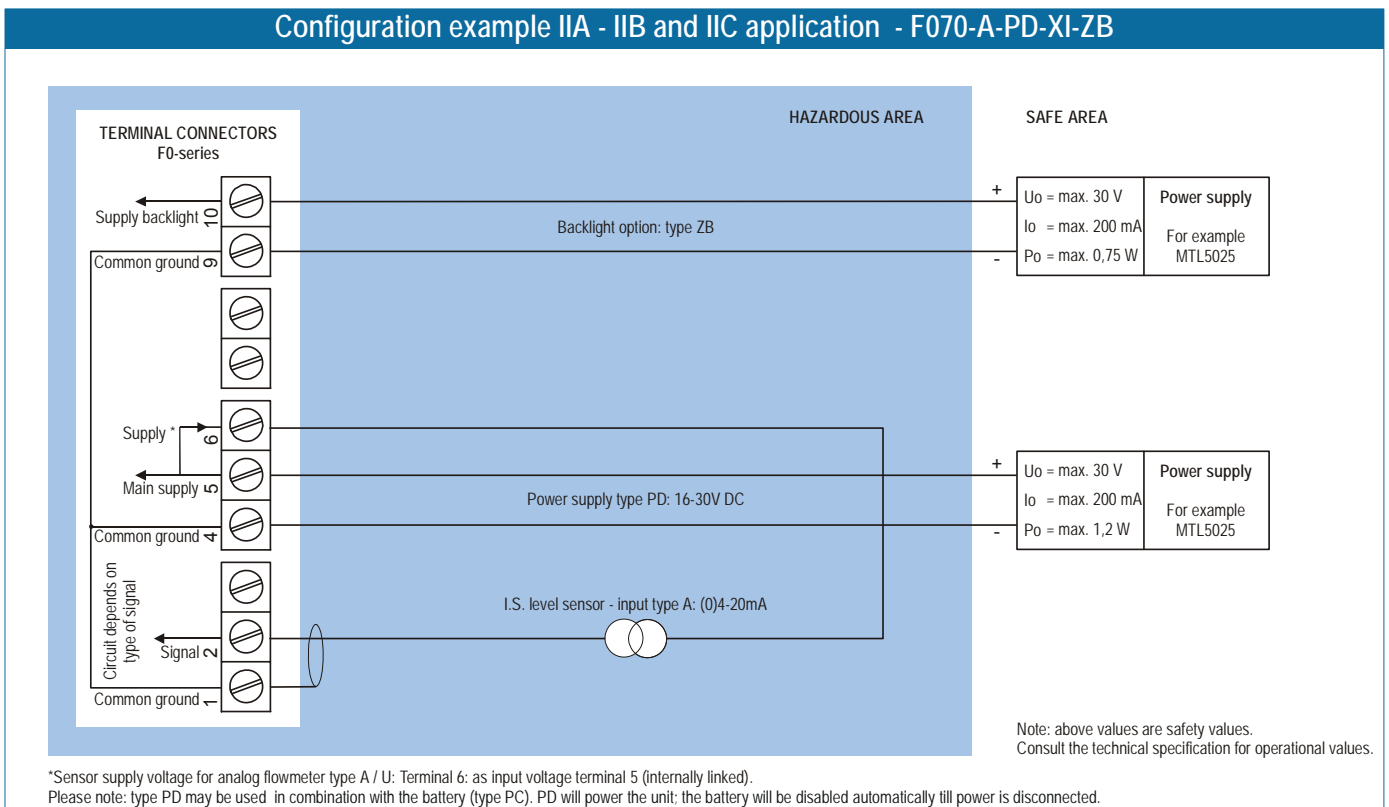 Configuration example IIA - IIB and IIC application - F070-A-PD-XI-ZB
HAZARDOUS AREA
SAFE AREA
TERMINAL CONNECTORS
F0-series
Supply backlight
10
Common ground
9
Backlight option: type ZB
+
-
Uo = max. 30 V
Io = max. 200 mA
Po = max. 0,75 W
Power supply
For example
MTL5025
Supply *
6
Main supply
5
Common ground
4
Power supply type PD: 16-30V DC
+
-
Uo = max. 30 V
Io = max. 200 mA
Po = max. 1,2 W
Power supply
For example
MTL5025
Circuit depends on
type of signal
I.S. level sensor - input type A: (0)4-20mA
Signal
2
Common ground
1
Note: above values are safety values.
Consult the technical specification for operational values.
*Sensor supply voltage for analog flowmeter type A / U: Terminal 6: as input voltage terminal 5 (internally linked).
Please note: type PD may be used in combination with the battery (type PC). PD will power the unit; the battery will be disabled automatically till power is disconnected.